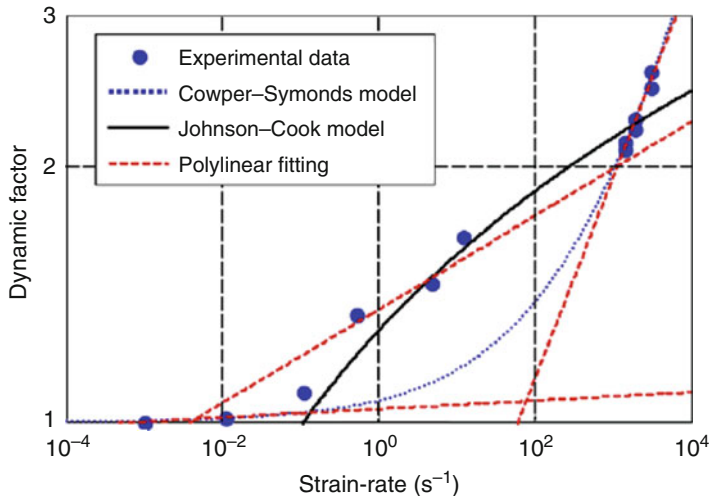 3
Experimental data
Cowper–Symonds model
Johnson–Cook model
Polylinear fitting
2
Dynamic factor
1
10⁻⁴
10⁻²
10⁰
10²
10⁴
Strain-rate (s⁻¹)